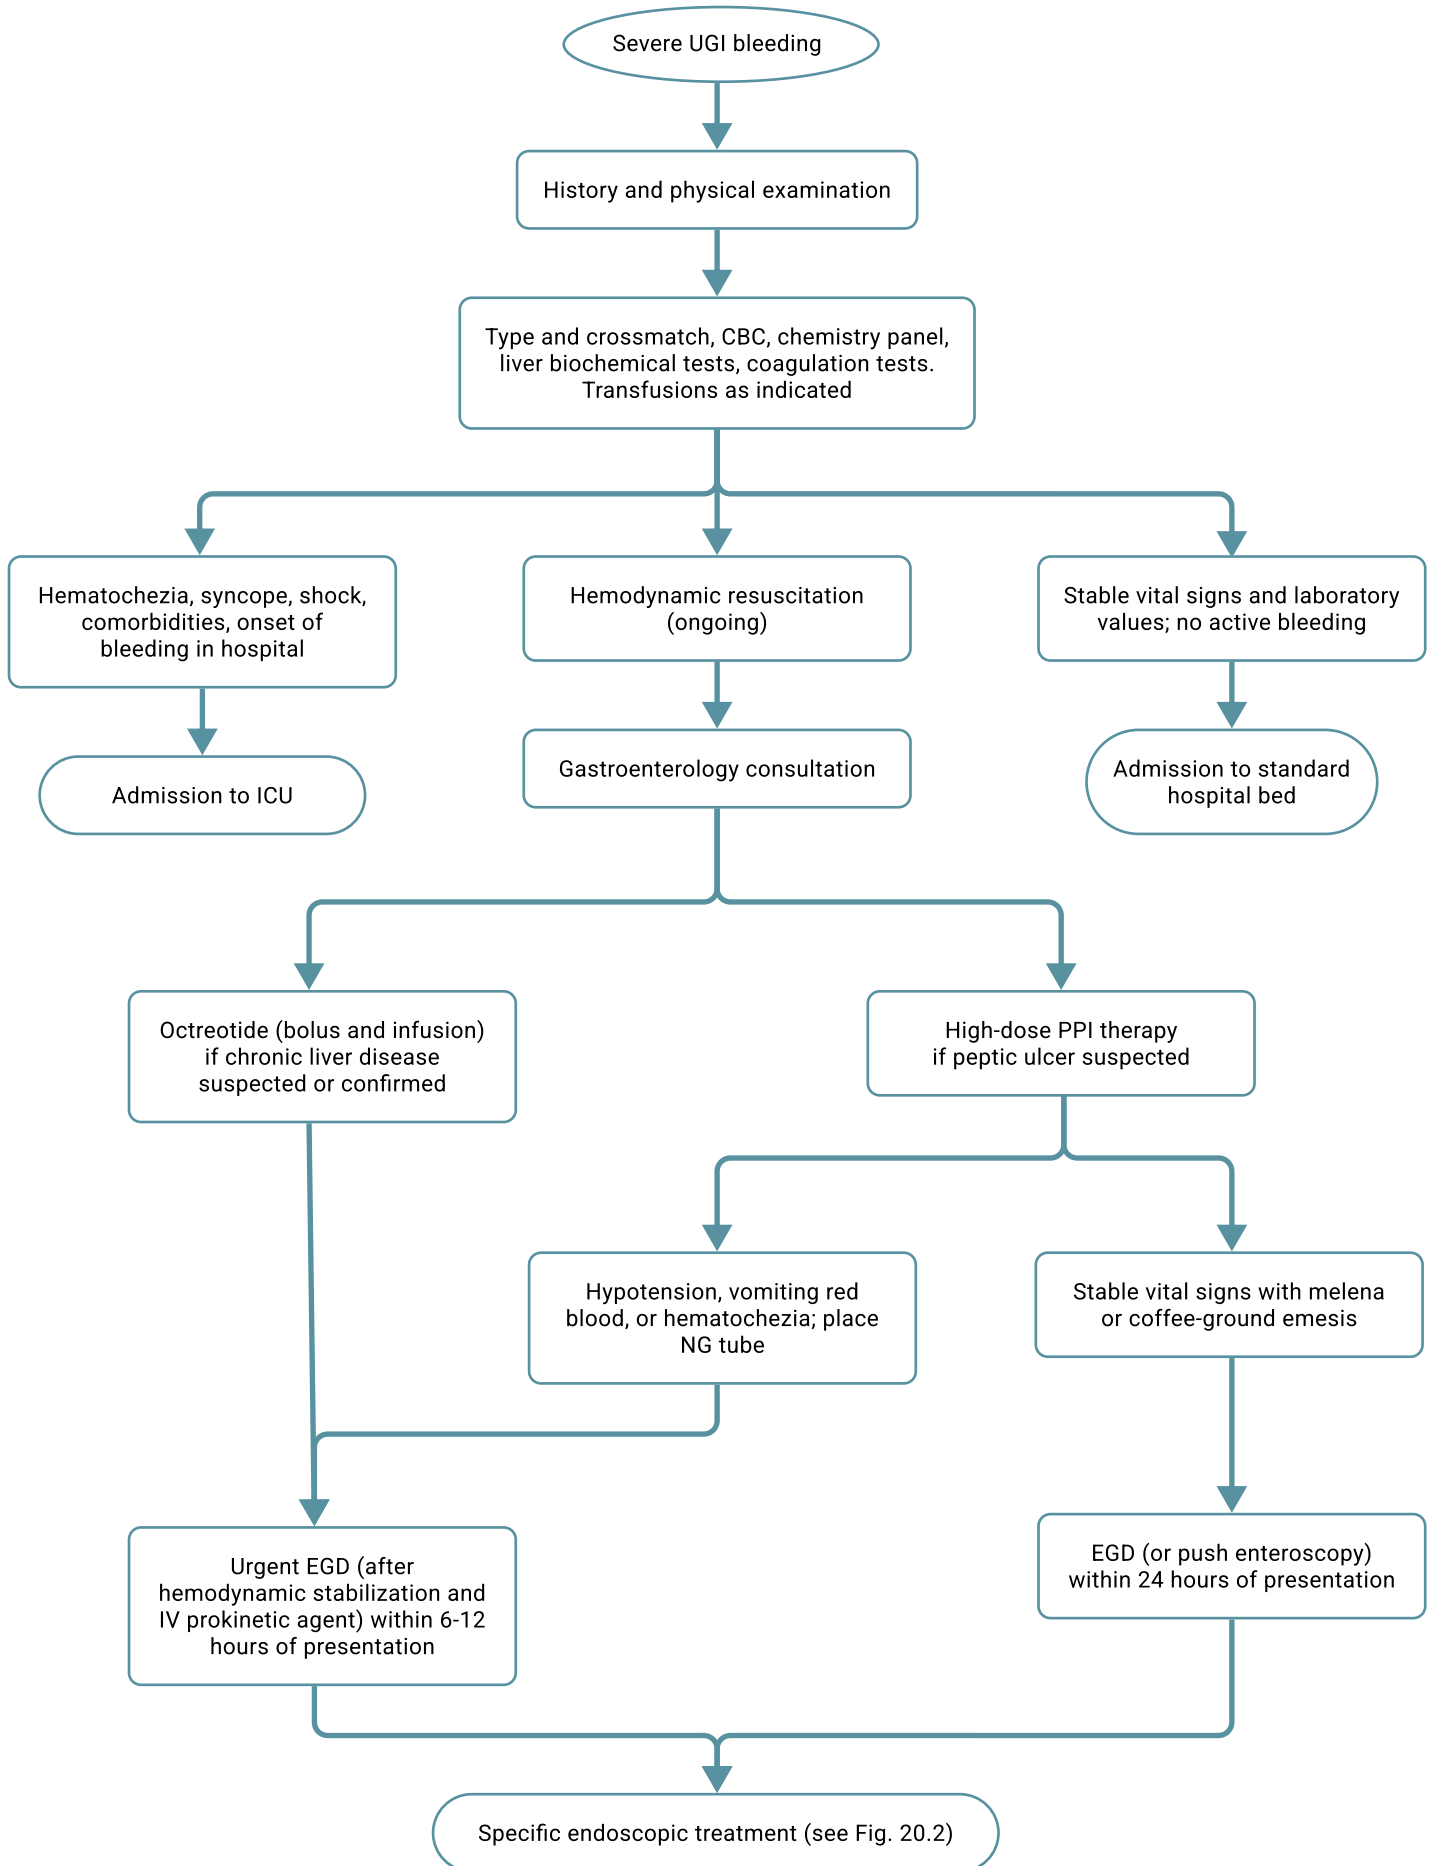 Severe UGI bleeding
History and physical examination
Type and crossmatch, CBC, chemistry panel,
liver biochemical tests, coagulation tests.
Transfusions as indicated
Hematochezia, syncope, shock,
comorbidities, onset of
bleeding in hospital
Hemodynamic resuscitation
(ongoing)
Stable vital signs and laboratory
values; no active bleeding
Admission to ICU
Gastroenterology consultation
Admission to standard
hospital bed
Octreotide (bolus and infusion)
if chronic liver disease
suspected or confirmed
High-dose PPI therapy
if peptic ulcer suspected
Hypotension, vomiting red
blood, or hematochezia; place
NG tube
Stable vital signs with melena
or coffee-ground emesis
Urgent EGD (after
hemodynamic stabilization and
IV prokinetic agent) within 6-12
hours of presentation
EGD (or push enteroscopy)
within 24 hours of presentation
Specific endoscopic treatment (see Fig. 20.2)